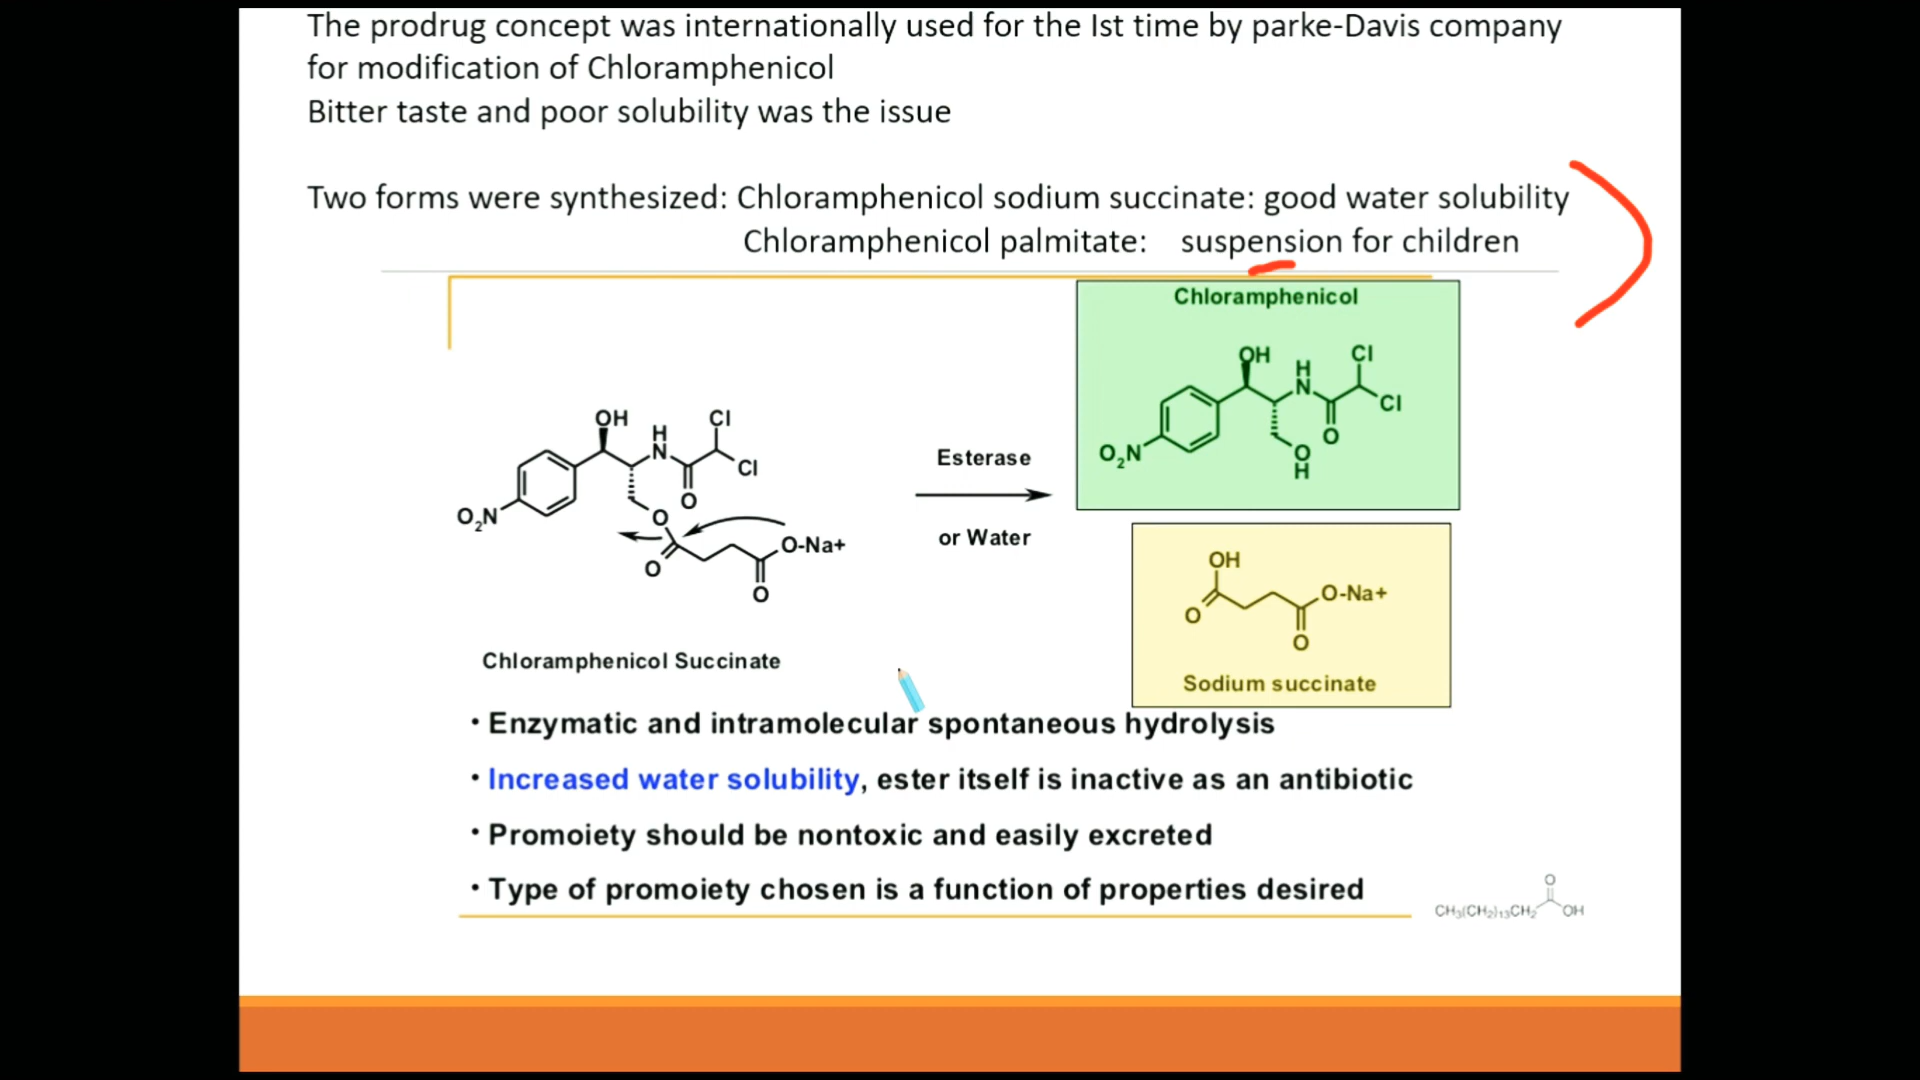 The prodrug concept was internationally used for the Ist time by parke-Davis company
for modification of Chloramphenicol
Bitter taste and poor solubility was the issue
Two forms were synthesized: Chloramphenicol sodium succinate: good water solubility
Chloramphenicol palmitate: suspension for children
Chloramphenicol
OH
H
N
Cl
Cl
O
O₂N
O
H
OH
H
N
Cl
Cl
O
O₂N
O
O
O-Na+
O
Esterase
or Water
OH
O
O-Na+
O
Sodium succinate
Chloramphenicol Succinate
• Enzymatic and intramolecular spontaneous hydrolysis
• Increased water solubility, ester itself is inactive as an antibiotic
• Promoiety should be nontoxic and easily excreted
• Type of promoiety chosen is a function of properties desired
O
CH₃(CH₂)₁₃CH₂ OH